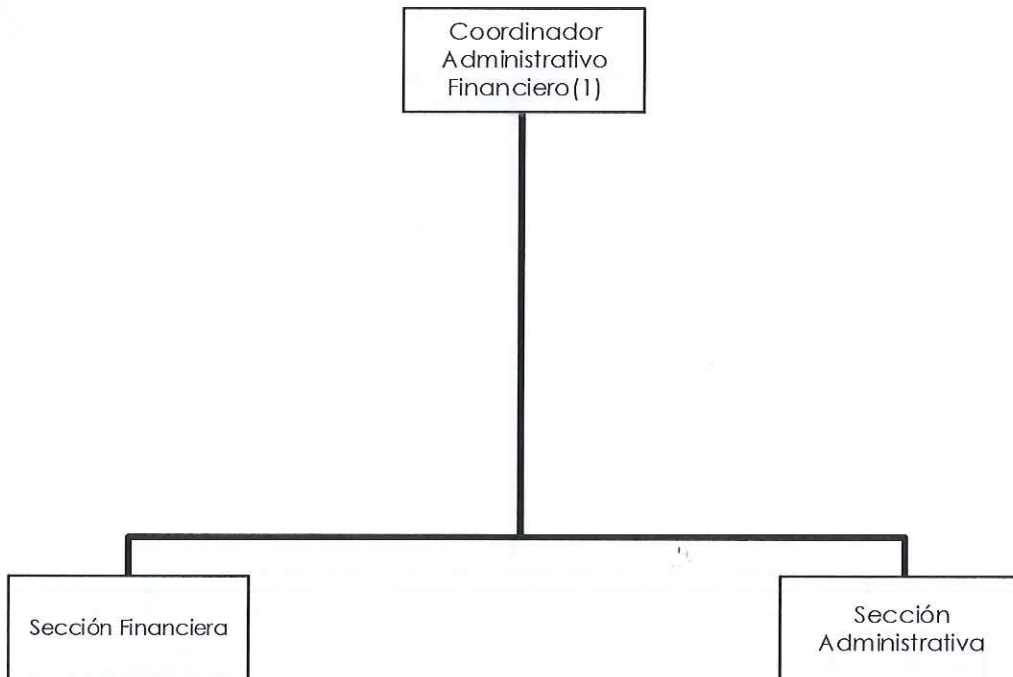 Coordinador
Administrativo
Financiero(1)
Sección Financiera
Sección
Administrativa